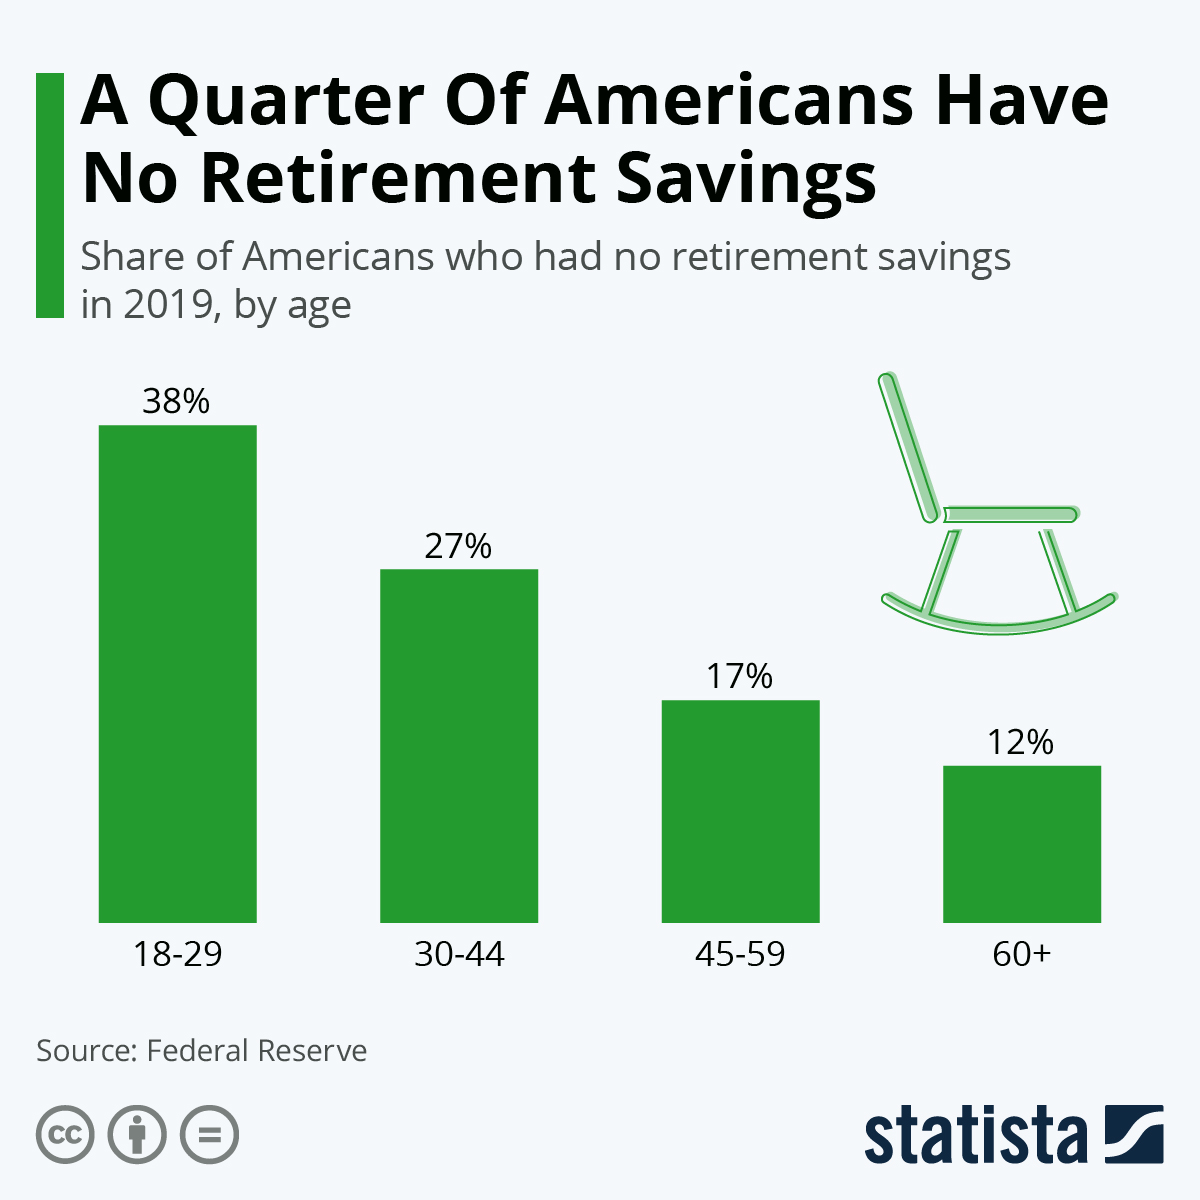 A Quarter Of Americans Have
No Retirement Savings
Share of Americans who had no retirement savings
in 2019, by age
38%
27%
17%
12%
18-29
30-44
45-59
60+
Source: Federal Reserve
cc
=
statista